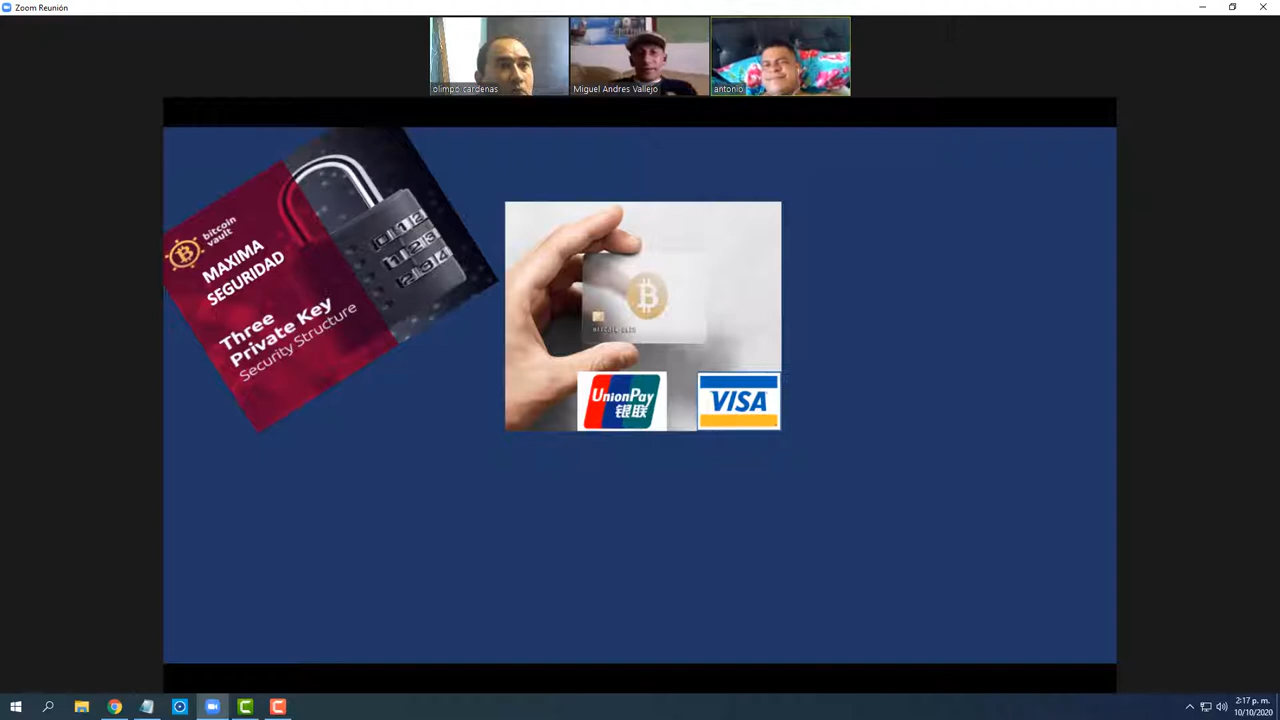 Zoom Reunión
olimpo cardenas
Miguel Andres Vallejo
antonio
bitcoin
vault
MAXIMA
SEGURIDAD
Three
Private Key
Security Structure
UnionPay
银联
VISA
2:17 p. m.
10/10/2020